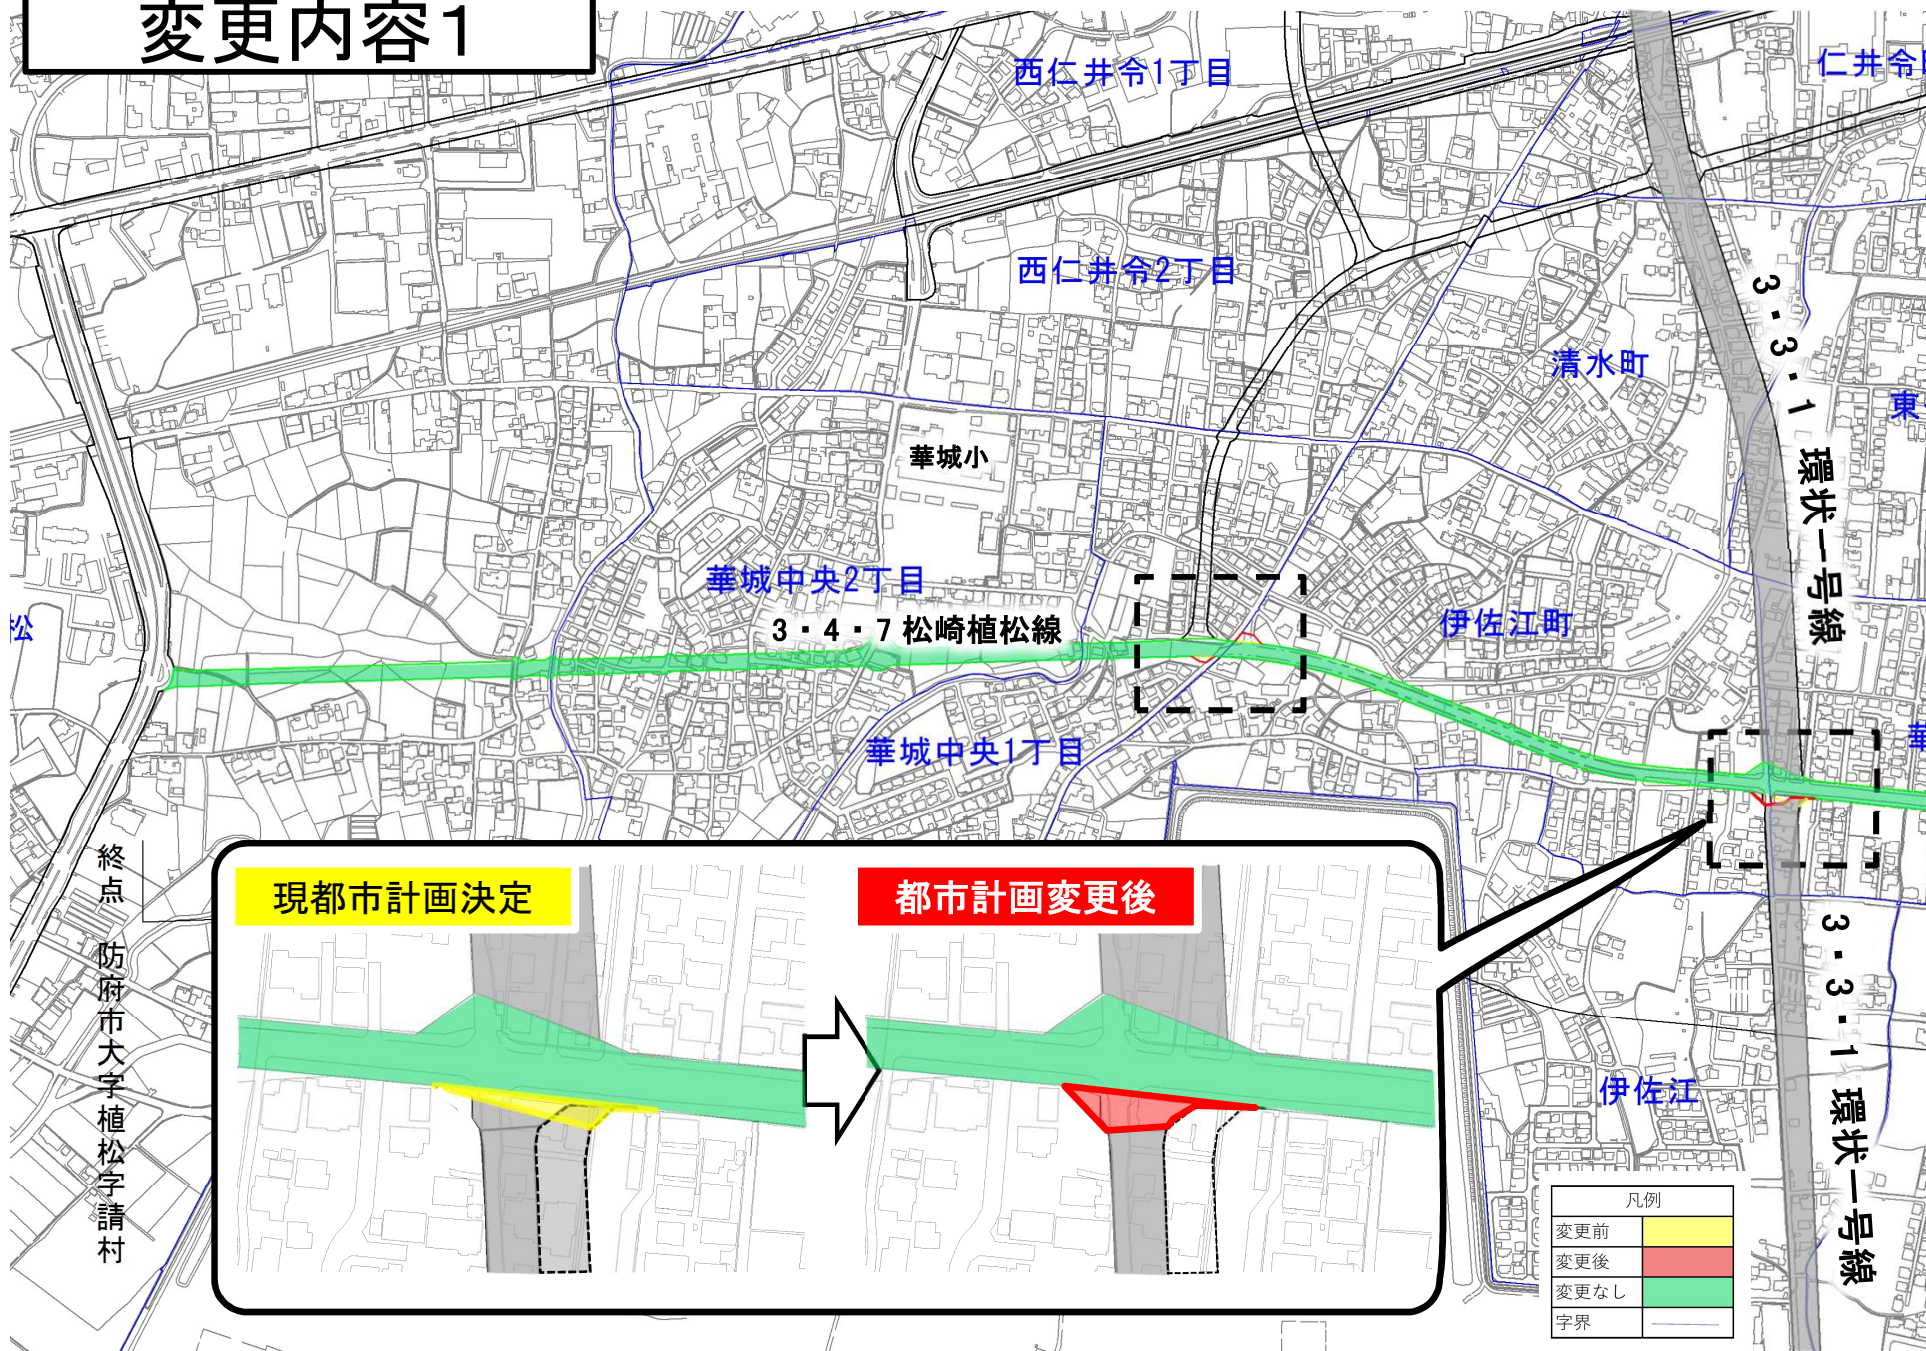 変更内容1
西仁井令1丁目
仁井令
西仁井令2丁目
3・3・1 環状一号線
清水町
東
華城小
華城中央2丁目
3・4・7 松崎植松線
伊佐江町
松
華城中央1丁目
華
終点 防府市大字植松字請村
現都市計画決定
都市計画変更後
3・3・1 環状一号線
伊佐江
凡例
変更前
変更後
変更なし
字界